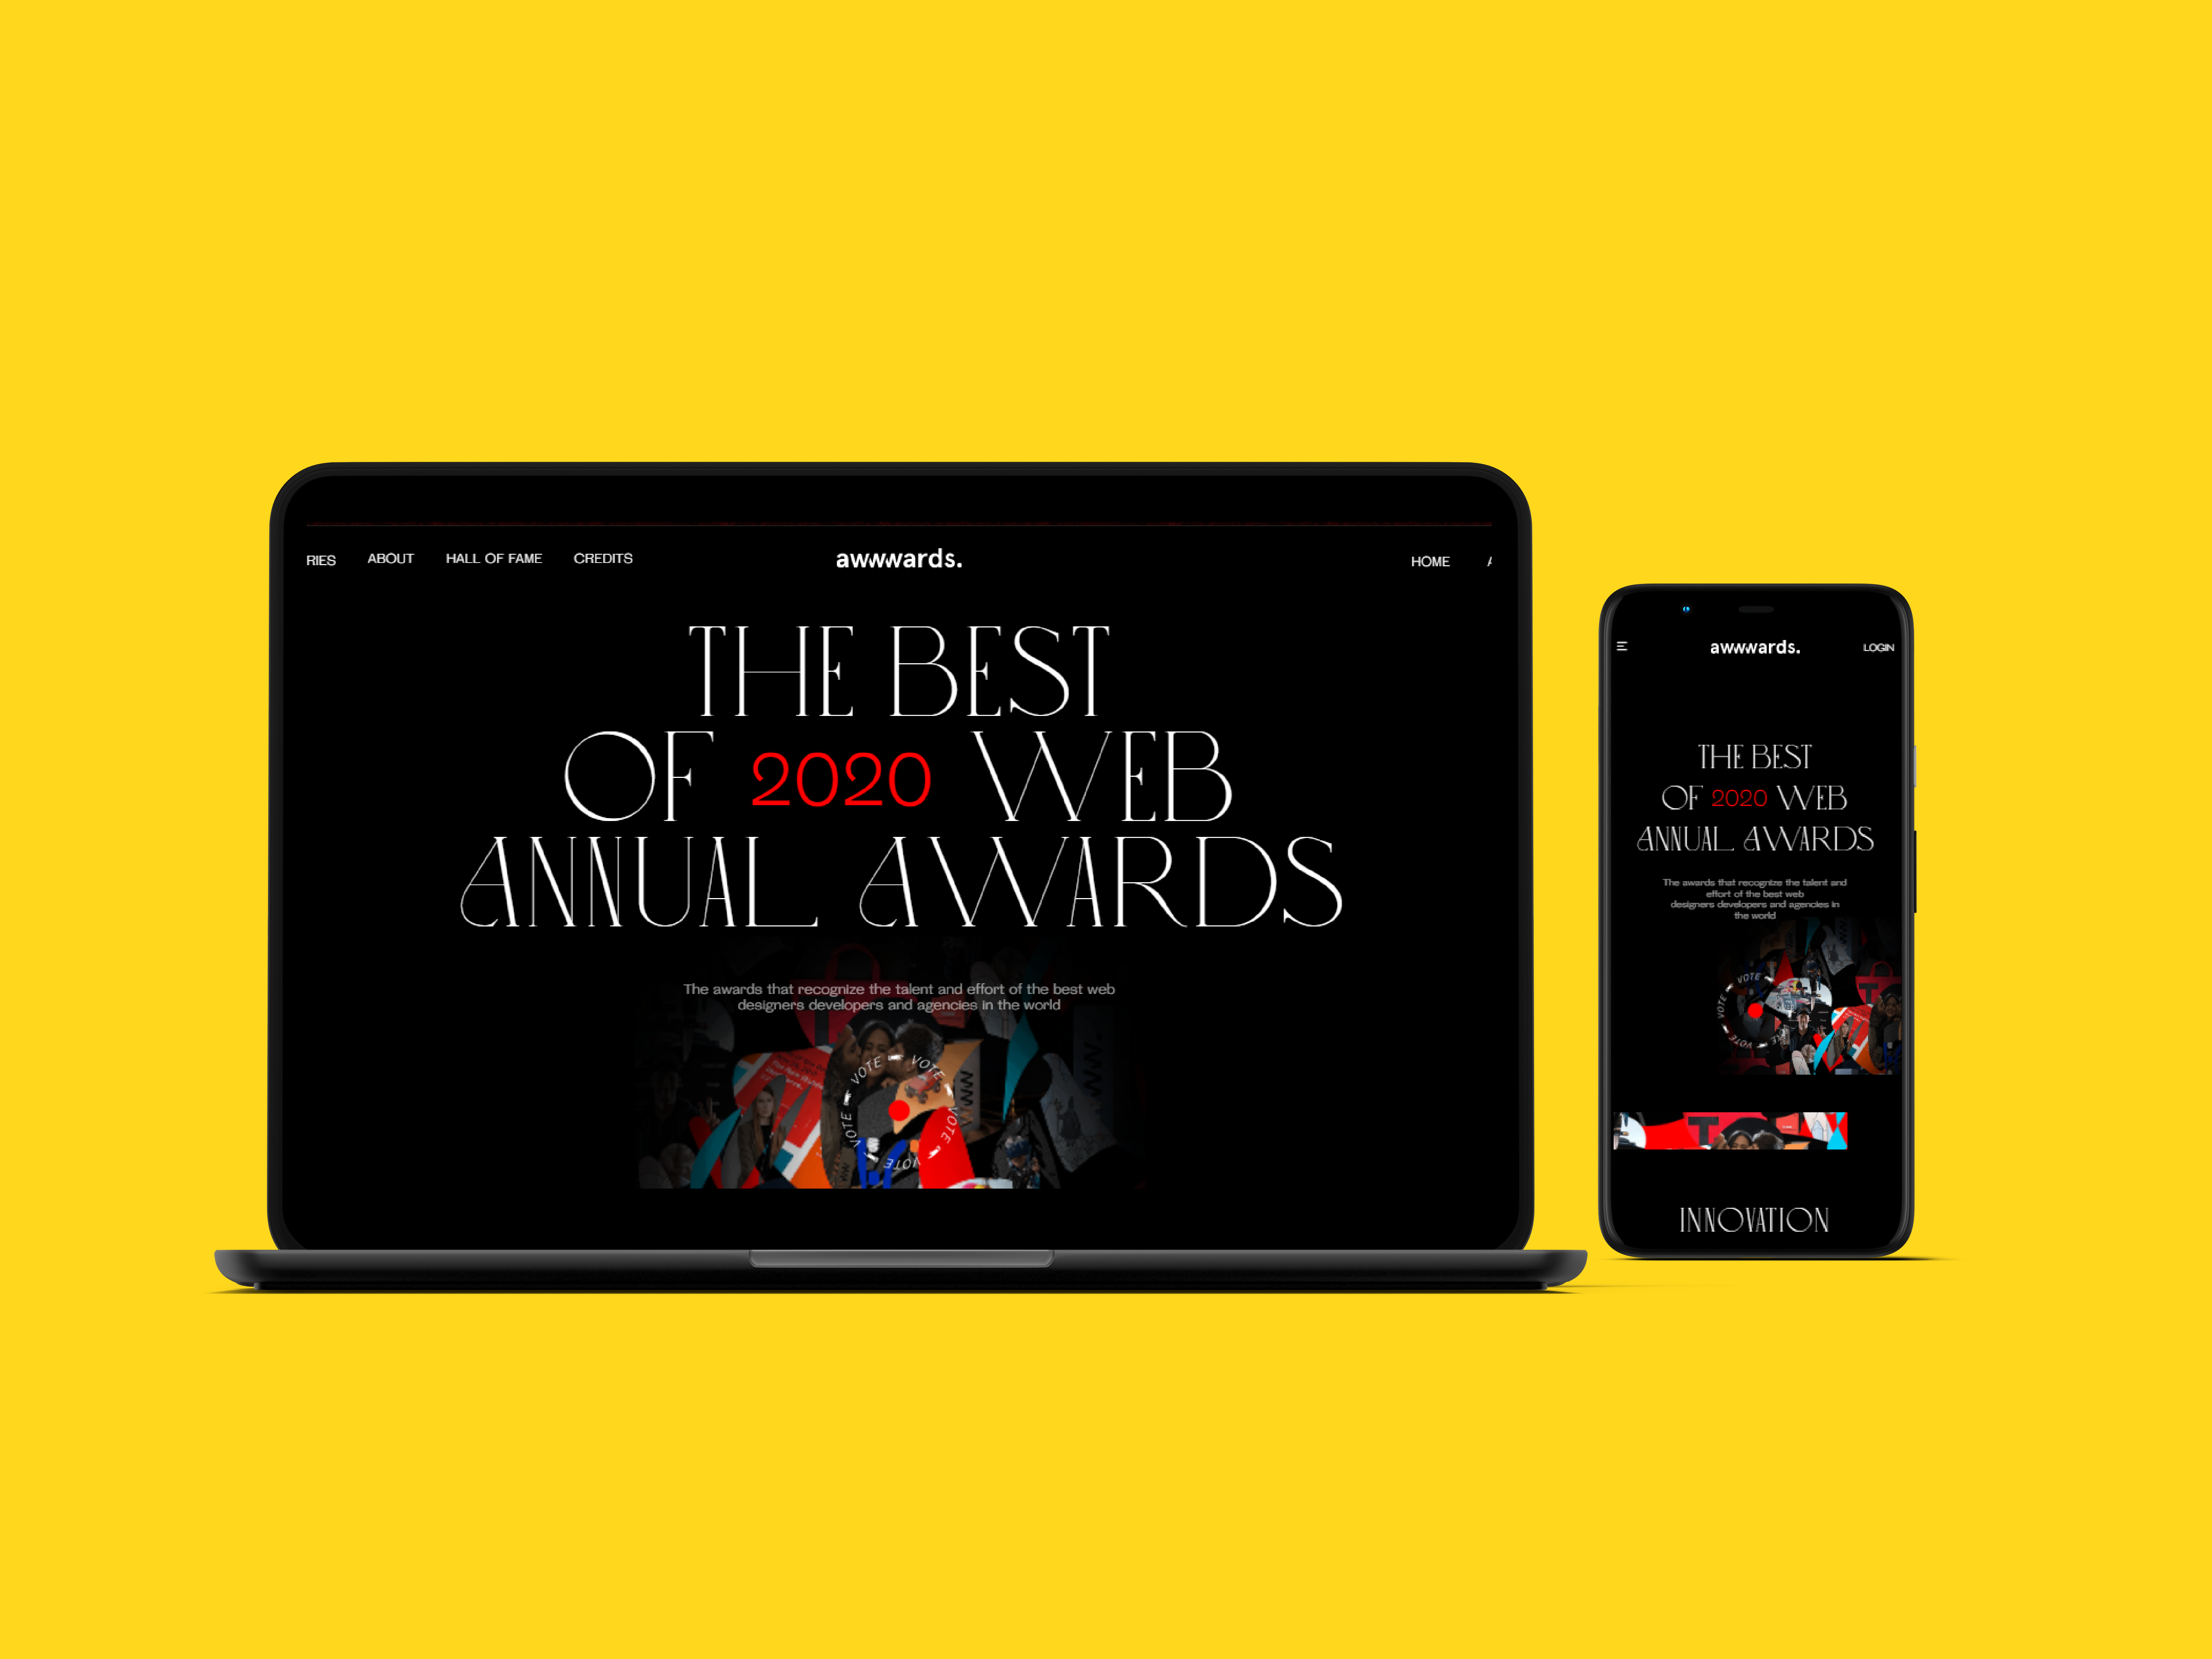 RIES ABOUT HALL OF FAME CREDITS awwwards. HOME
THE BEST
OF 2020 WEB
ANNUAL AWARDS
The awards that recognize the talent and effort of the best web
designers developers and agencies in the world
VOTE VOTE VOTE VOTE VOTE
awwwards. LOGIN
THE BEST
OF 2020 WEB
ANNUAL AWARDS
The awards that recognize the talent and
effort of the best web
designers developers and agencies in
the world
VOTE VOTE VOTE
INNOVATION